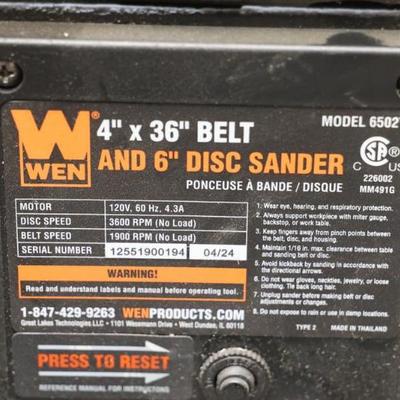 WEN®
4" x 36" BELT
AND 6" DISC SANDER
PONCEUSE À BANDE / DISQUE
MODEL 6502
CSA
C US
226002
MM491G
MOTOR 120V, 60 Hz, 4.3A
DISC SPEED 3600 RPM (No Load)
BELT SPEED 1900 RPM (No Load)
SERIAL NUMBER 12551900194 04/24
WARNING!
Read and understand labels and manual before operating tool.
1-847-429-9263 WENPRODUCTS.COM
Great Lakes Technologies LLC • 1101 Wesemann Drive • West Dundee, IL 60118
1. Wear eye, hearing, and respiratory protection.
2. Always support workpiece with miter gauge,
backstop, or work table.
3. Keep fingers away from pinch points between
the belt, disc, and housing.
4. Maintain 1/16 in. max. clearance between table
and sanding belt or disc.
5. Avoid kickback by sanding in accordance with
the directional arrows.
6. Do not wear gloves, neckties, jewelry, or loose
clothing. Tie back long hair.
7. Unplug sander before making belt or disc
adjustments or changes.
8. Do not expose to rain or use in damp locations.
TYPE 2 MADE IN THAILAND
PRESS TO RESET
REFERENCE MANUAL FOR INSTRUCTONS